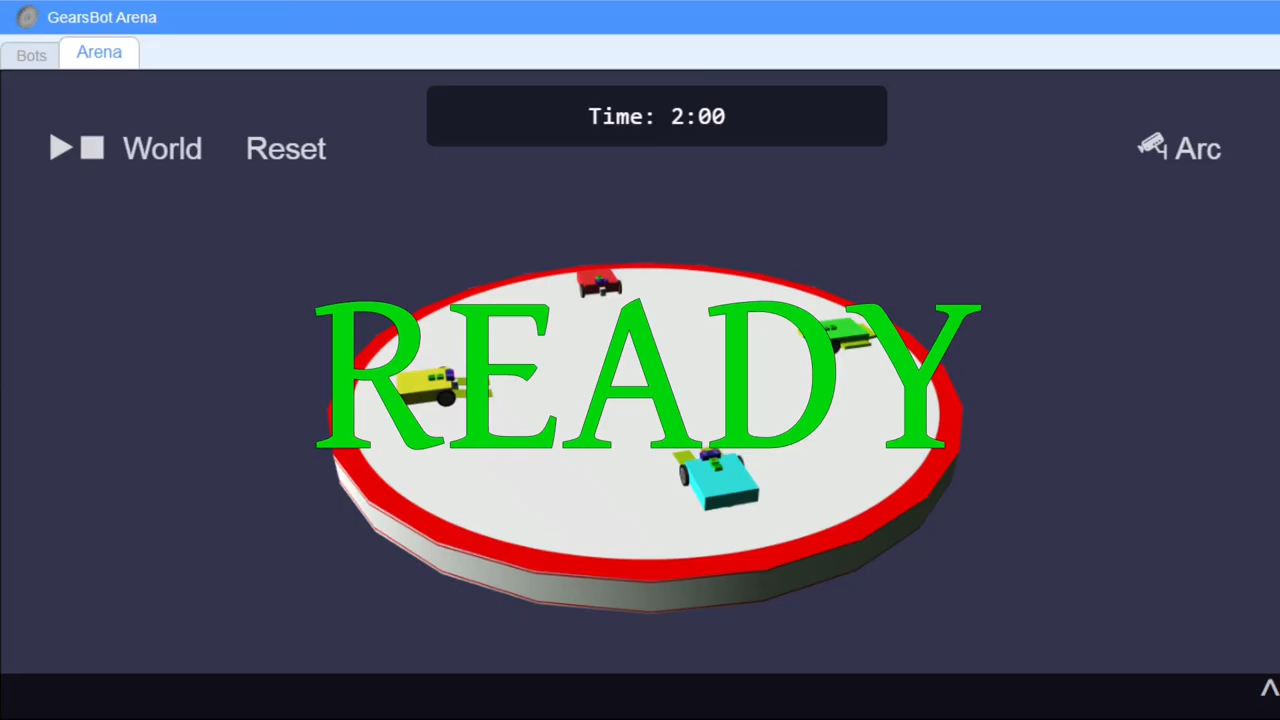 GearsBot Arena
Bots
Arena
Time: 2:00
World
Reset
Arc
READY